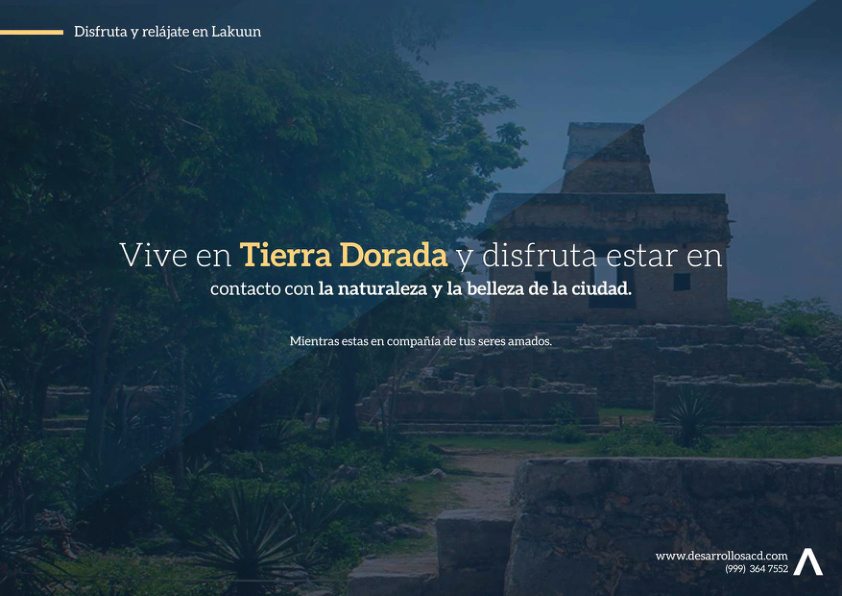 Disfruta y relájate en Lakuun
Vive en Tierra Dorada y disfruta estar en
contacto con la naturaleza y la belleza de la ciudad.
Mientras estas en compañía de tus seres amados.
www.desarrollosacd.com
(999) 364 7552